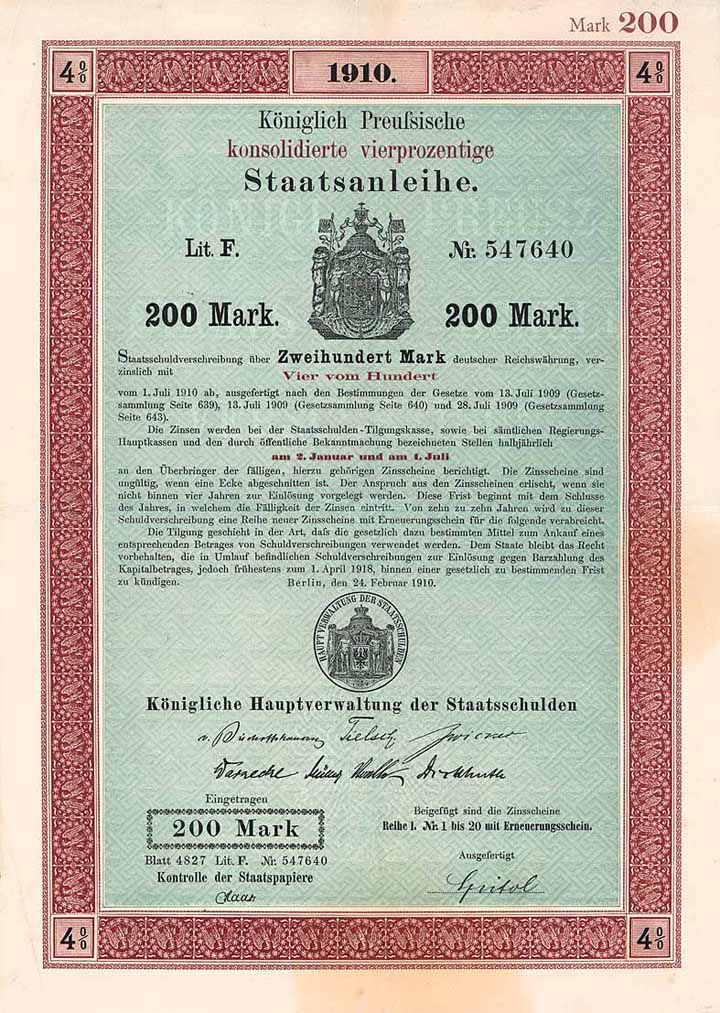 Mark 200
4% 1910. 4%
Königlich Preuſsische
konsolidierte vierprozentige
Staatsanleihe.
Lit. F. Nr. 547640
200 Mark. 200 Mark.
Staatsschuldverschreibung über Zweihundert Mark deutscher Reichswährung, ver-
zinslich mit
Vier vom Hundert
vom 1. Juli 1910 ab, ausgefertigt nach den Bestimmungen der Gesetze vom 13. Juli 1909 (Gesetz-
sammlung Seite 639), 13. Juli 1909 (Gesetzsammlung Seite 640) und 28. Juli 1909 (Gesetzsammlung
Seite 643).
Die Zinsen werden bei der Staatsschulden-Tilgungskasse, sowie bei sämtlichen Regierungs-
Hauptkassen und den durch öffentliche Bekanntmachung bezeichneten Stellen halbjährlich
am 2. Januar und am 1. Juli
an den Überbringer der fälligen, hierzu gehörigen Zinsscheine berichtigt. Die Zinsscheine sind
ungültig, wenn eine Ecke abgeschnitten ist. Der Anspruch aus den Zinsscheinen erlischt, wenn sie
nicht binnen vier Jahren zur Einlösung vorgelegt werden. Diese Frist beginnt mit dem Schlusse
des Jahres, in welchem die Fälligkeit der Zinsen eintritt. Von zehn zu zehn Jahren wird zu dieser
Schuldverschreibung eine Reihe neuer Zinsscheine mit Erneuerungsschein für die folgende verabreicht.
Die Tilgung geschieht in der Art, daſs die gesetzlich dazu bestimmten Mittel zum Ankauf eines
entsprechenden Betrages von Schuldverschreibungen verwendet werden. Dem Staate bleibt das Recht
vorbehalten, die in Umlauf befindlichen Schuldverschreibungen zur Einlösung gegen Barzahlung des
Kapitalbetrages, jedoch frühestens zum 1. April 1918, binnen einer gesetzlich zu bestimmenden Frist
zu kündigen. Berlin, den 24. Februar 1910.
HAUPTVERWALTUNG DER STAATSSCHULDEN
Königliche Hauptverwaltung der Staatsschulden
v. Bischoffshausen Tielsch Zwicker
Warnecke
Eingetragen
200 Mark
Blatt 4827 Lit. F. Nr. 547640
Kontrolle der Staatspapiere
Beigefügt sind die Zinsscheine
Reihe I. Nr. 1 bis 20 mit Erneuerungsschein.
Ausgefertigt
4% 4%